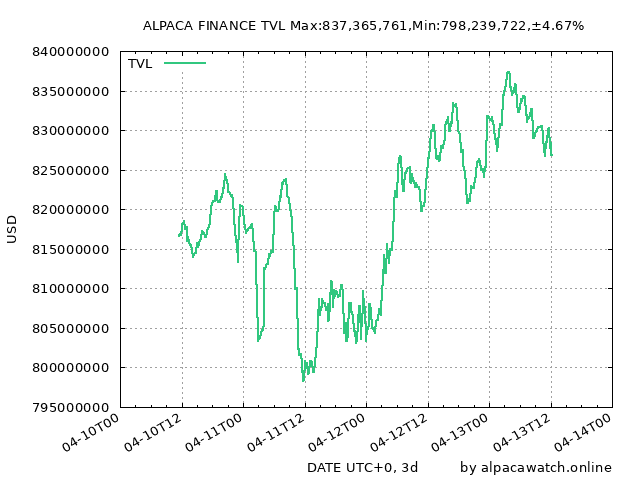 ALPACA FINANCE TVL Max:837,365,761,Min:798,239,722,±4.67%
840000000
TVL
835000000
830000000
825000000
820000000
815000000
810000000
805000000
800000000
795000000
USD
04-10T00
04-10T12
04-11T00
04-11T12
04-12T00
04-12T12
04-13T00
04-13T12
04-14T00
DATE UTC+0, 3d
by alpacawatch.online